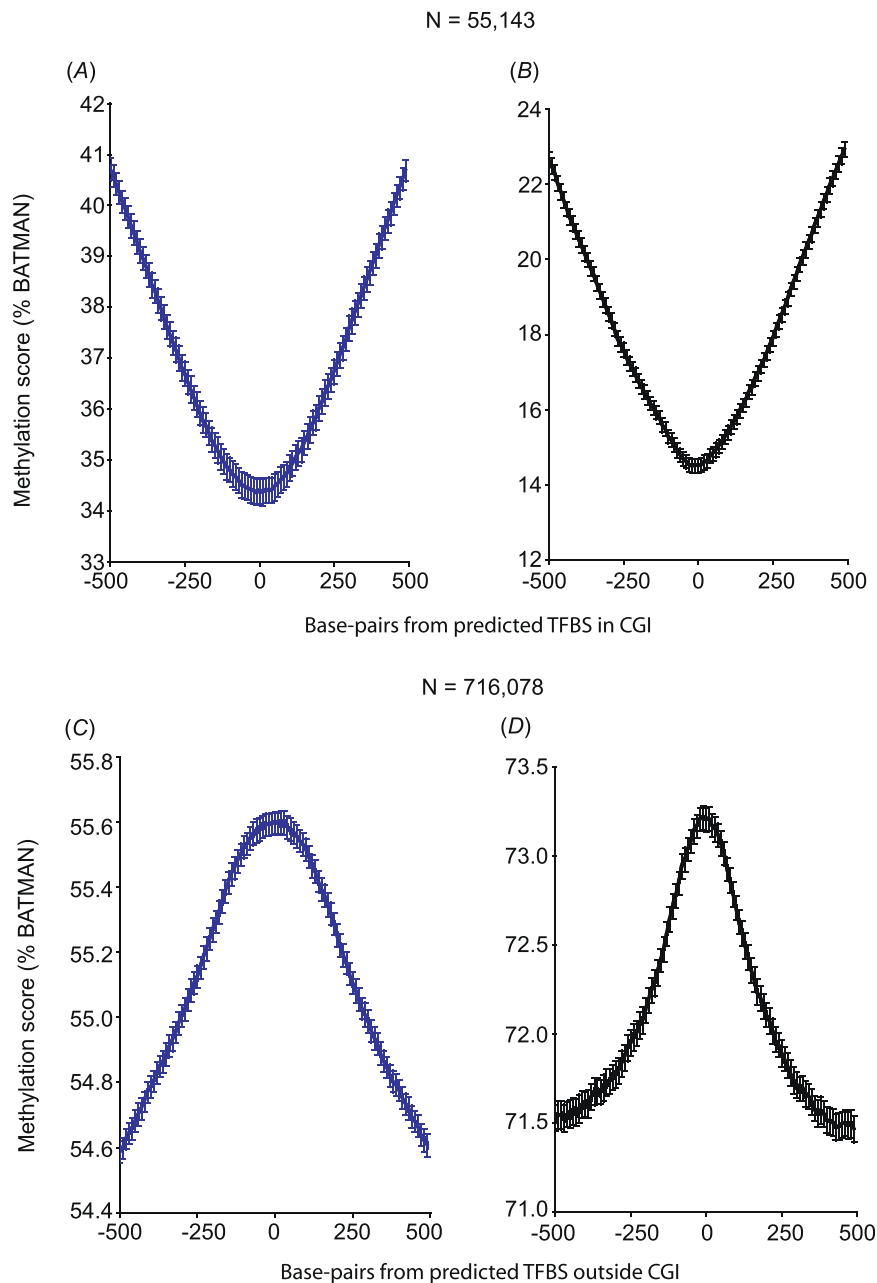 N = 55,143
(A)
(B)
Methylation score (% BATMAN)
42
41
40
39
38
37
36
35
34
33
-500 -250 0 250 500
24
22
20
18
16
14
12
-500 -250 0 250 500
Base-pairs from predicted TFBS in CGI
N = 716,078
(C)
(D)
Methylation score (% BATMAN)
55.8
55.6
55.4
55.2
55.0
54.8
54.6
54.4
-500 -250 0 250 500
73.5
73.0
72.5
72.0
71.5
71.0
-500 -250 0 250 500
Base-pairs from predicted TFBS outside CGI